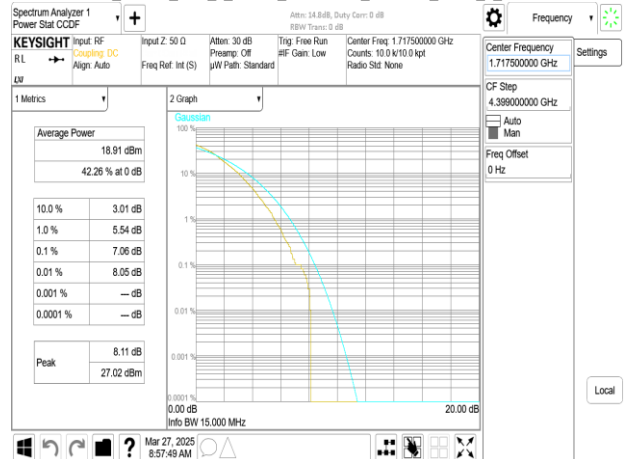 Spectrum Analyzer 1
Power Stat CCDF
+
Atten: 14.8dB, Duty Corr: 0 dB
RBW Trans: 0 dB
Frequency
KEYSIGHT
RL
LXI
Input: RF
Coupling: DC
Align: Auto
Input Z: 50 Ω
Freq Ref: Int (S)
Atten: 30 dB
Preamp: Off
µW Path: Standard
Trig: Free Run
#IF Gain: Low
Center Freq: 1.717500000 GHz
Counts: 10.0 k/10.0 kpt
Radio Std: None
Center Frequency
1.717500000 GHz
Settings
CF Step
4.399000000 GHz
Auto
Man
Freq Offset
0 Hz
1 Metrics
2 Graph
Average Power
18.91 dBm
42.26 % at 0 dB
10.0 % 3.01 dB
1.0 % 5.54 dB
0.1 % 7.06 dB
0.01 % 8.05 dB
0.001 % --- dB
0.0001 % --- dB
Peak
8.11 dB
27.02 dBm
Gaussian
100 %
10 %
1 %
0.1 %
0.01 %
0.001 %
0.0001 %
0.00 dB 20.00 dB
Info BW 15.000 MHz
Local
?
Mar 27, 2025
8:57:49 AM